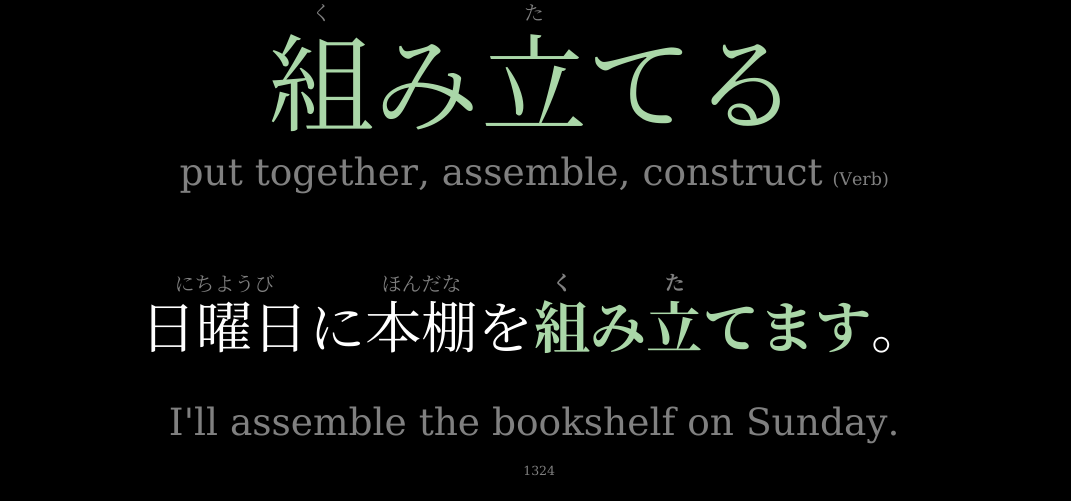 く た
組み立てる
put together, assemble, construct (Verb)
にちようび ほんだな く た
日曜日に本棚を組み立てます。
I'll assemble the bookshelf on Sunday.
1324